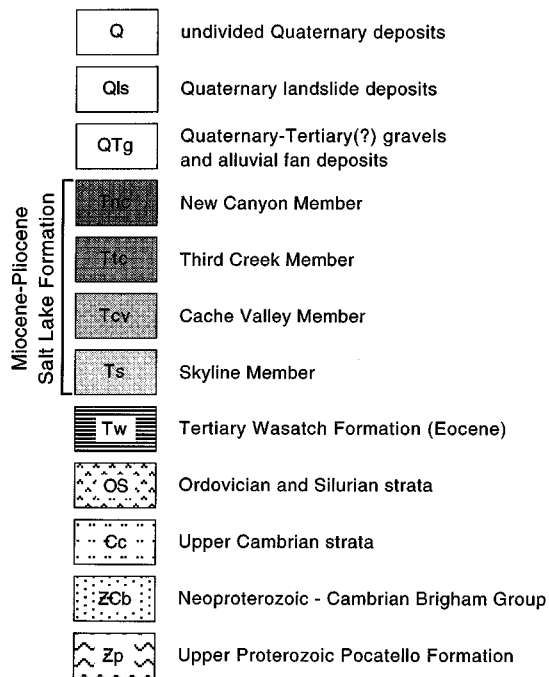 Q undivided Quaternary deposits
Qls Quaternary landslide deposits
QTg Quaternary-Tertiary(?) gravels
and alluvial fan deposits
Miocene-Pliocene
Salt Lake Formation
Tnc New Canyon Member
Ttc Third Creek Member
Tcv Cache Valley Member
Ts Skyline Member
Tw Tertiary Wasatch Formation (Eocene)
OS Ordovician and Silurian strata
Єc Upper Cambrian strata
ZЄb Neoproterozoic - Cambrian Brigham Group
Zp Upper Proterozoic Pocatello Formation